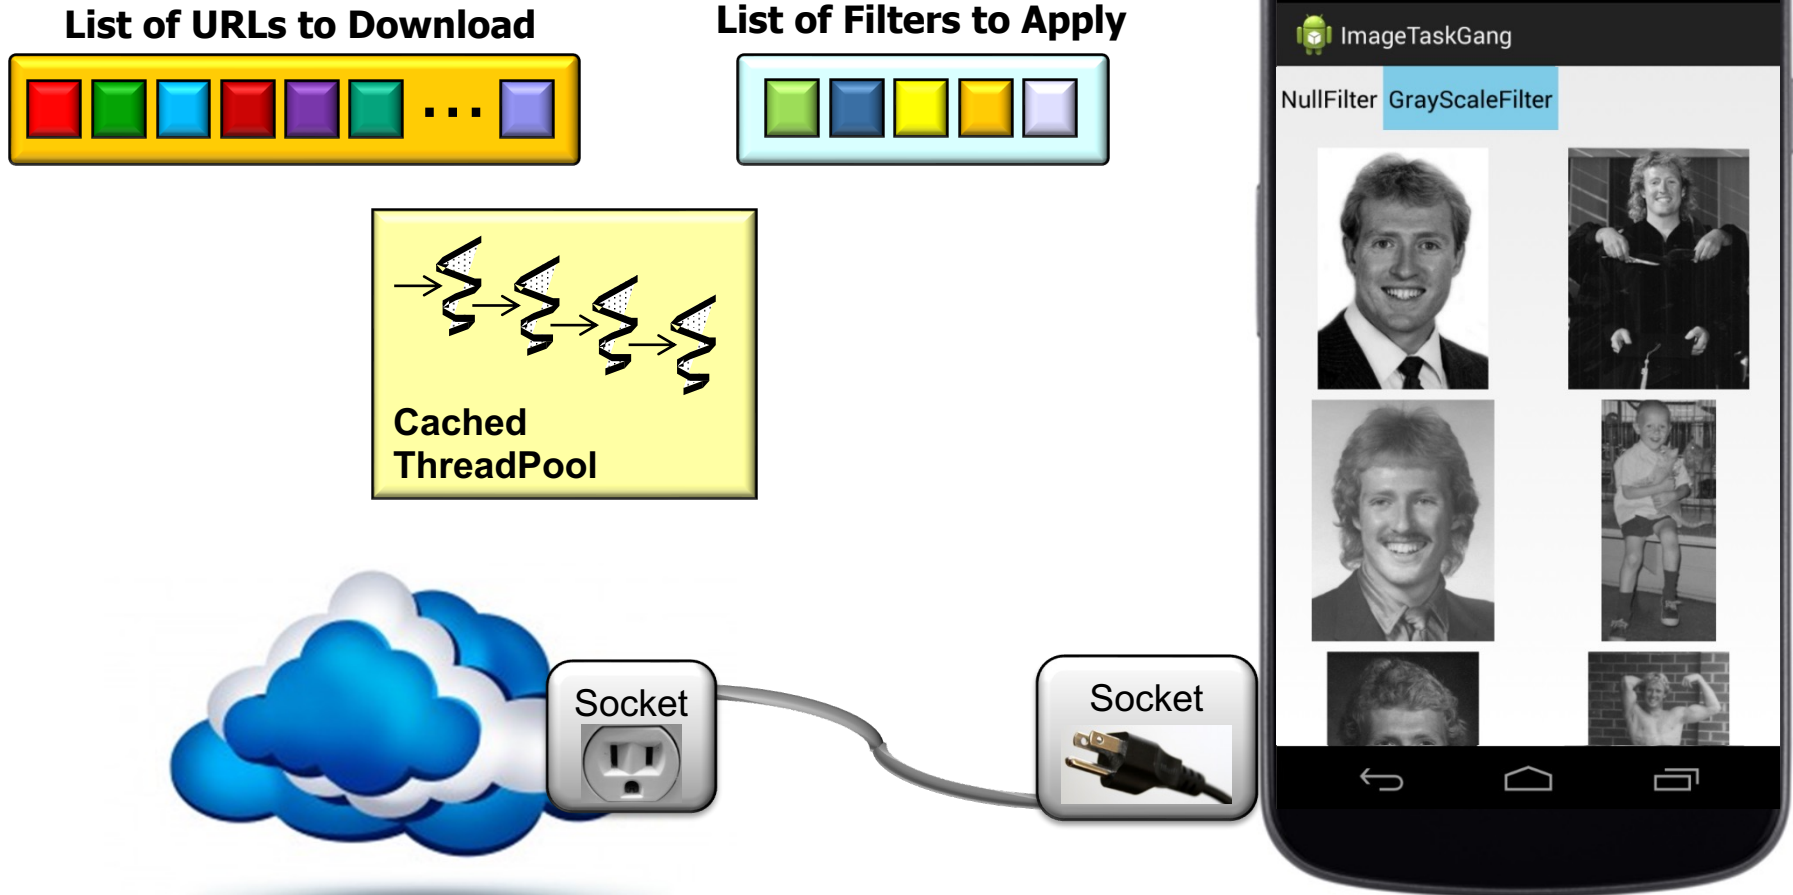 List of URLs to Download
List of Filters to Apply
...
Cached
ThreadPool
Socket
Socket
ImageTaskGang
NullFilter GrayScaleFilter